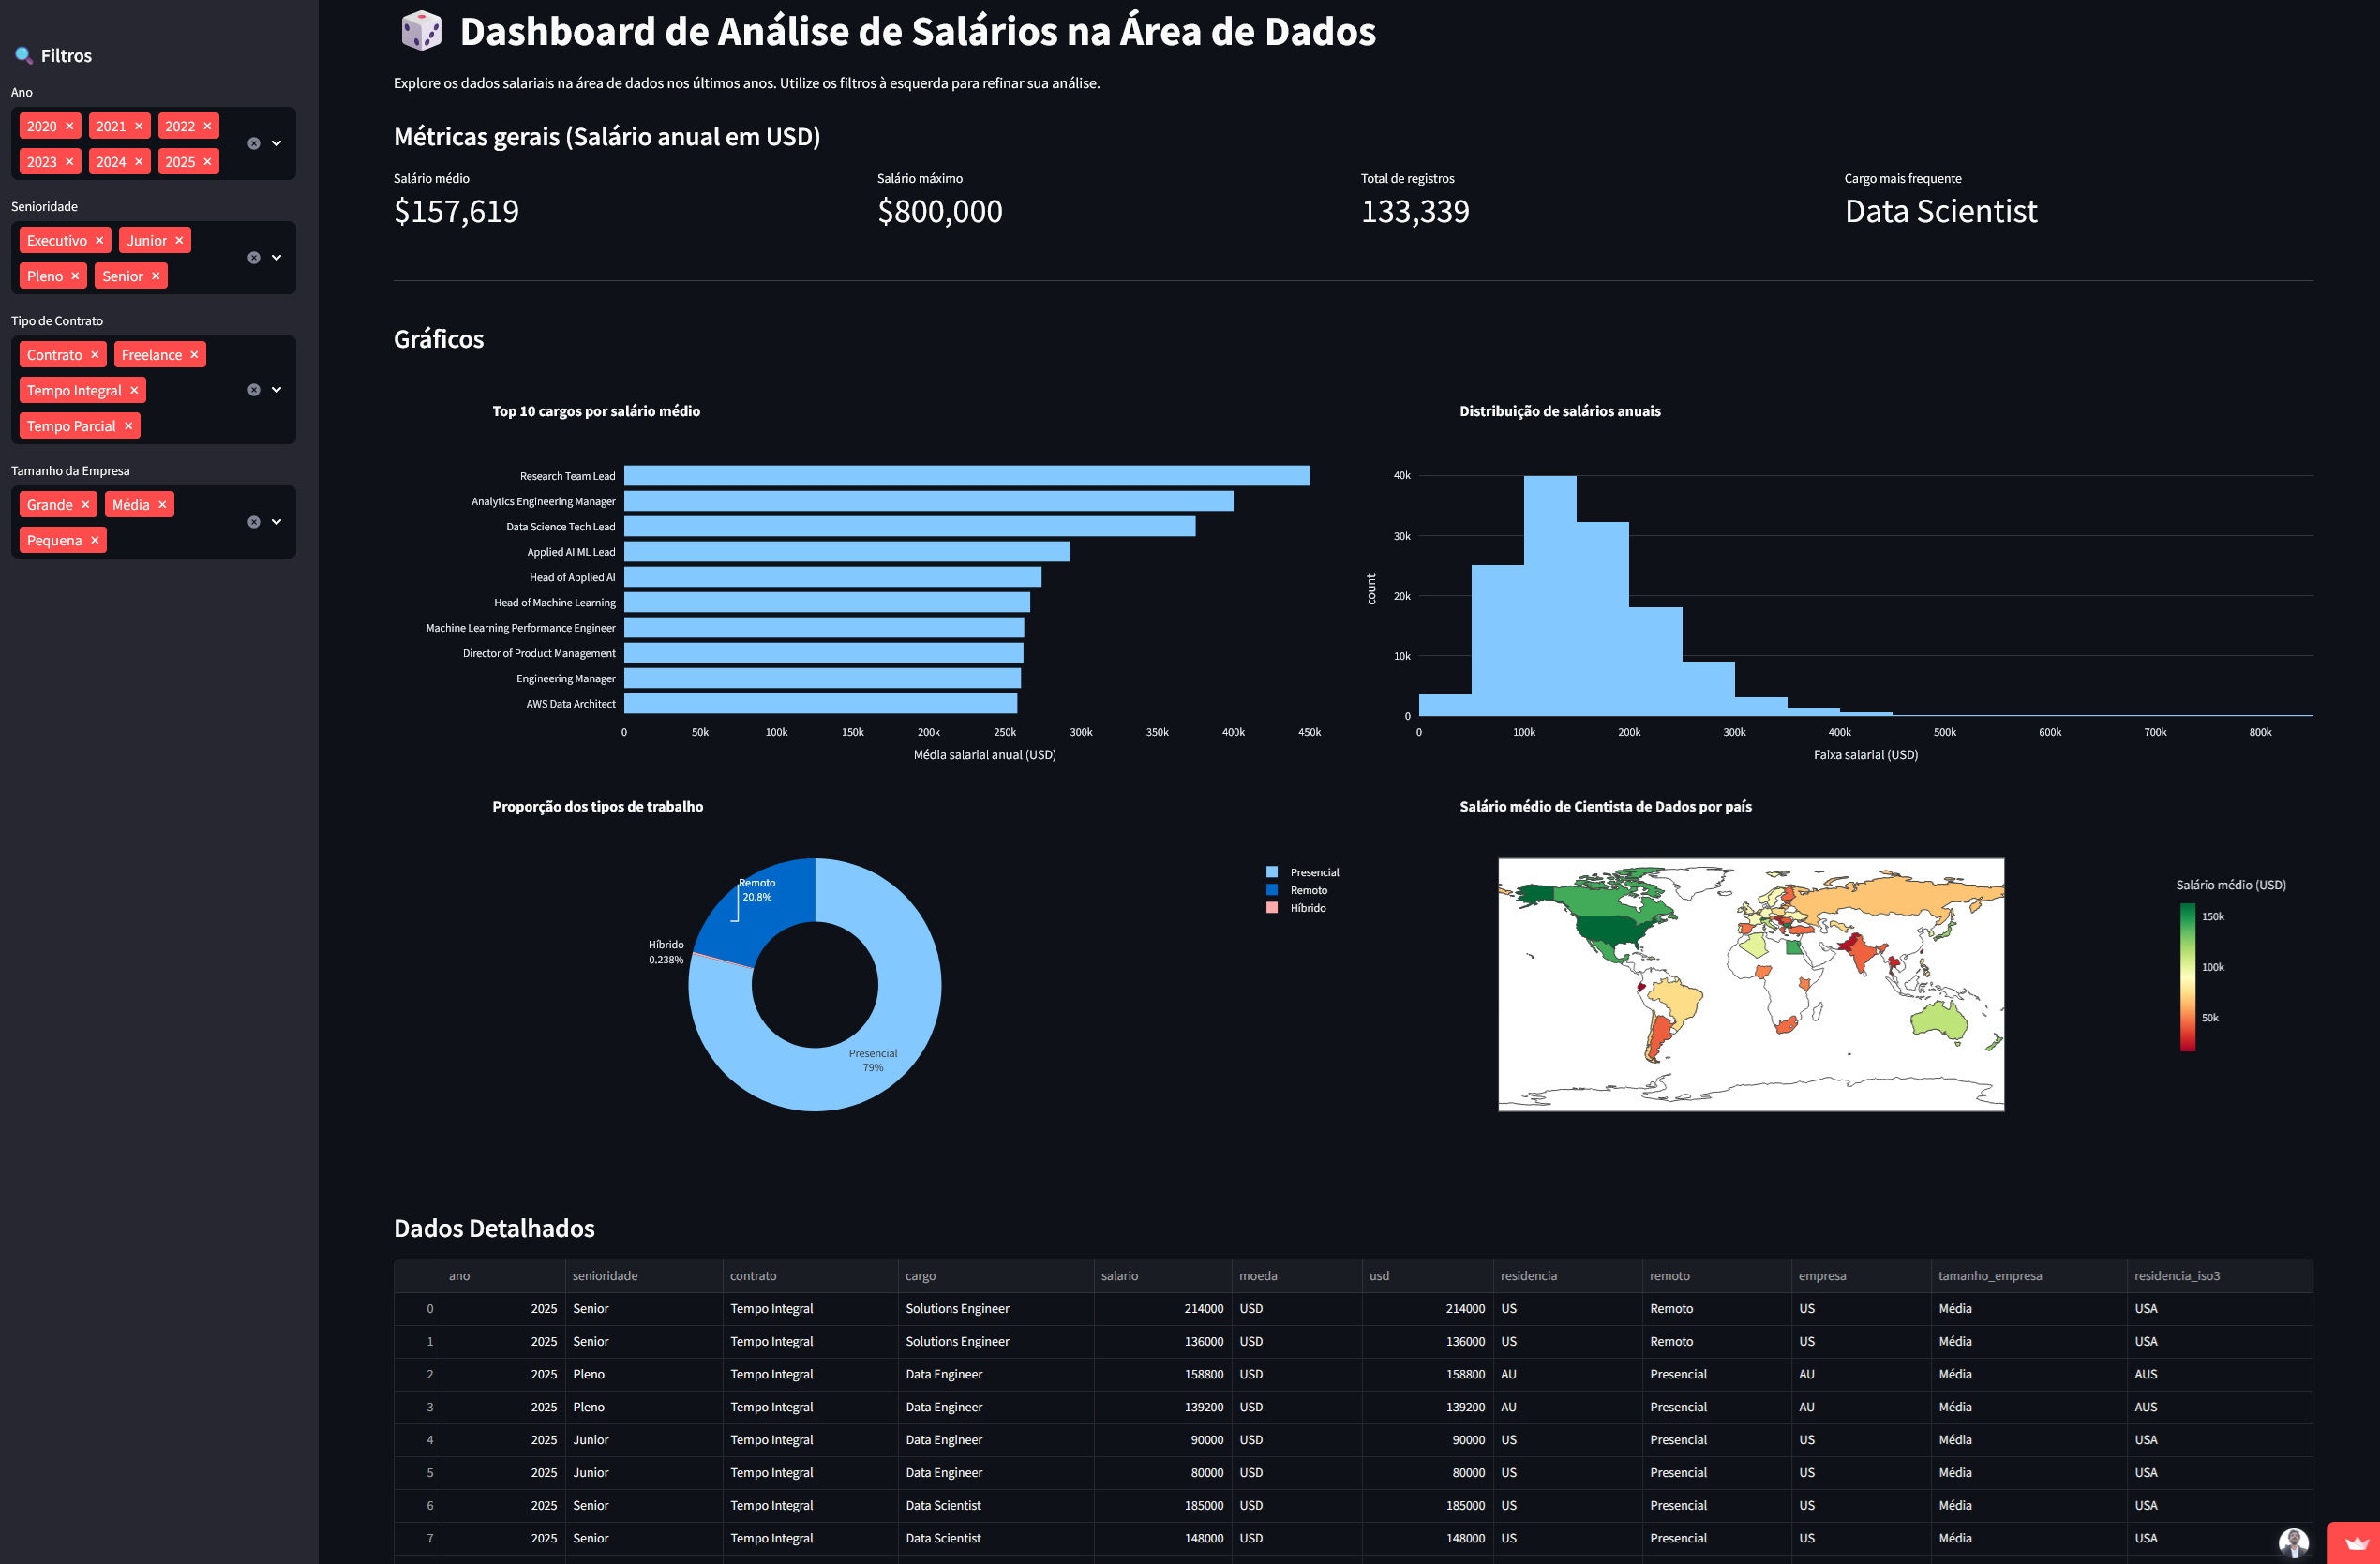 Filtros
Ano
2020 × 2021 × 2022 ×
2023 × 2024 × 2025 ×
Senioridade
Executivo × Junior ×
Pleno × Senior ×
Tipo de Contrato
Contrato × Freelance ×
Tempo Integral ×
Tempo Parcial ×
Tamanho da Empresa
Grande × Média ×
Pequena ×
Dashboard de Análise de Salários na Área de Dados
Explore os dados salariais na área de dados nos últimos anos. Utilize os filtros à esquerda para refinar sua análise.
Métricas gerais (Salário anual em USD)
Salário médio
$157,619
Salário máximo
$800,000
Total de registros
133,339
Cargo mais frequente
Data Scientist
Gráficos
Top 10 cargos por salário médio
Research Team Lead
Analytics Engineering Manager
Data Science Tech Lead
Applied AI ML Lead
Head of Applied AI
Head of Machine Learning
Machine Learning Performance Engineer
Director of Product Management
Engineering Manager
AWS Data Architect
0 50k 100k 150k 200k 250k 300k 350k 400k 450k
Média salarial anual (USD)
Distribuição de salários anuais
40k
30k
20k
10k
0
count
0 100k 200k 300k 400k 500k 600k 700k 800k
Faixa salarial (USD)
Proporção dos tipos de trabalho
Remoto
20.8%
Híbrido
0.238%
Presencial
79%
Presencial
Remoto
Híbrido
Salário médio de Cientista de Dados por país
Salário médio (USD)
150k
100k
50k
Dados Detalhados
ano senioridade contrato cargo salario moeda usd residencia remoto empresa tamanho_empresa residencia_iso3
0 2025 Senior Tempo Integral Solutions Engineer 214000 USD 214000 US Remoto US Média USA
1 2025 Senior Tempo Integral Solutions Engineer 136000 USD 136000 US Remoto US Média USA
2 2025 Pleno Tempo Integral Data Engineer 158800 USD 158800 AU Presencial AU Média AUS
3 2025 Pleno Tempo Integral Data Engineer 139200 USD 139200 AU Presencial AU Média AUS
4 2025 Junior Tempo Integral Data Engineer 90000 USD 90000 US Presencial US Média USA
5 2025 Junior Tempo Integral Data Engineer 80000 USD 80000 US Presencial US Média USA
6 2025 Senior Tempo Integral Data Scientist 185000 USD 185000 US Presencial US Média USA
7 2025 Senior Tempo Integral Data Scientist 148000 USD 148000 US Presencial US Média USA